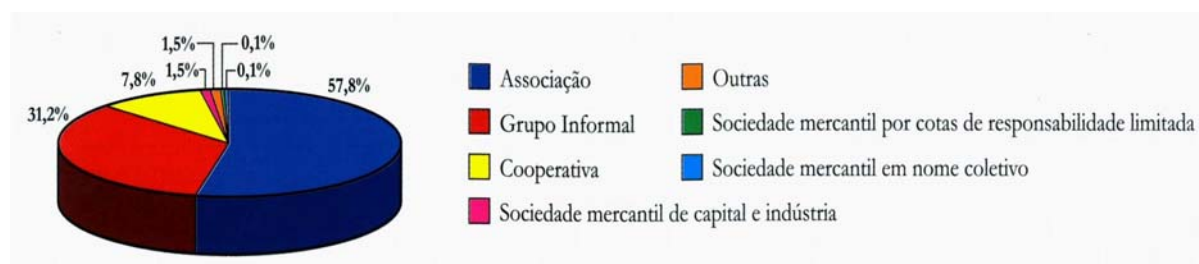 1,5% 0,1%
7,8% 1,5% 0,1% 57,8%
31,2%
Associação
Grupo Informal
Cooperativa
Sociedade mercantil de capital e indústria
Outras
Sociedade mercantil por cotas de responsabilidade limitada
Sociedade mercantil em nome coletivo